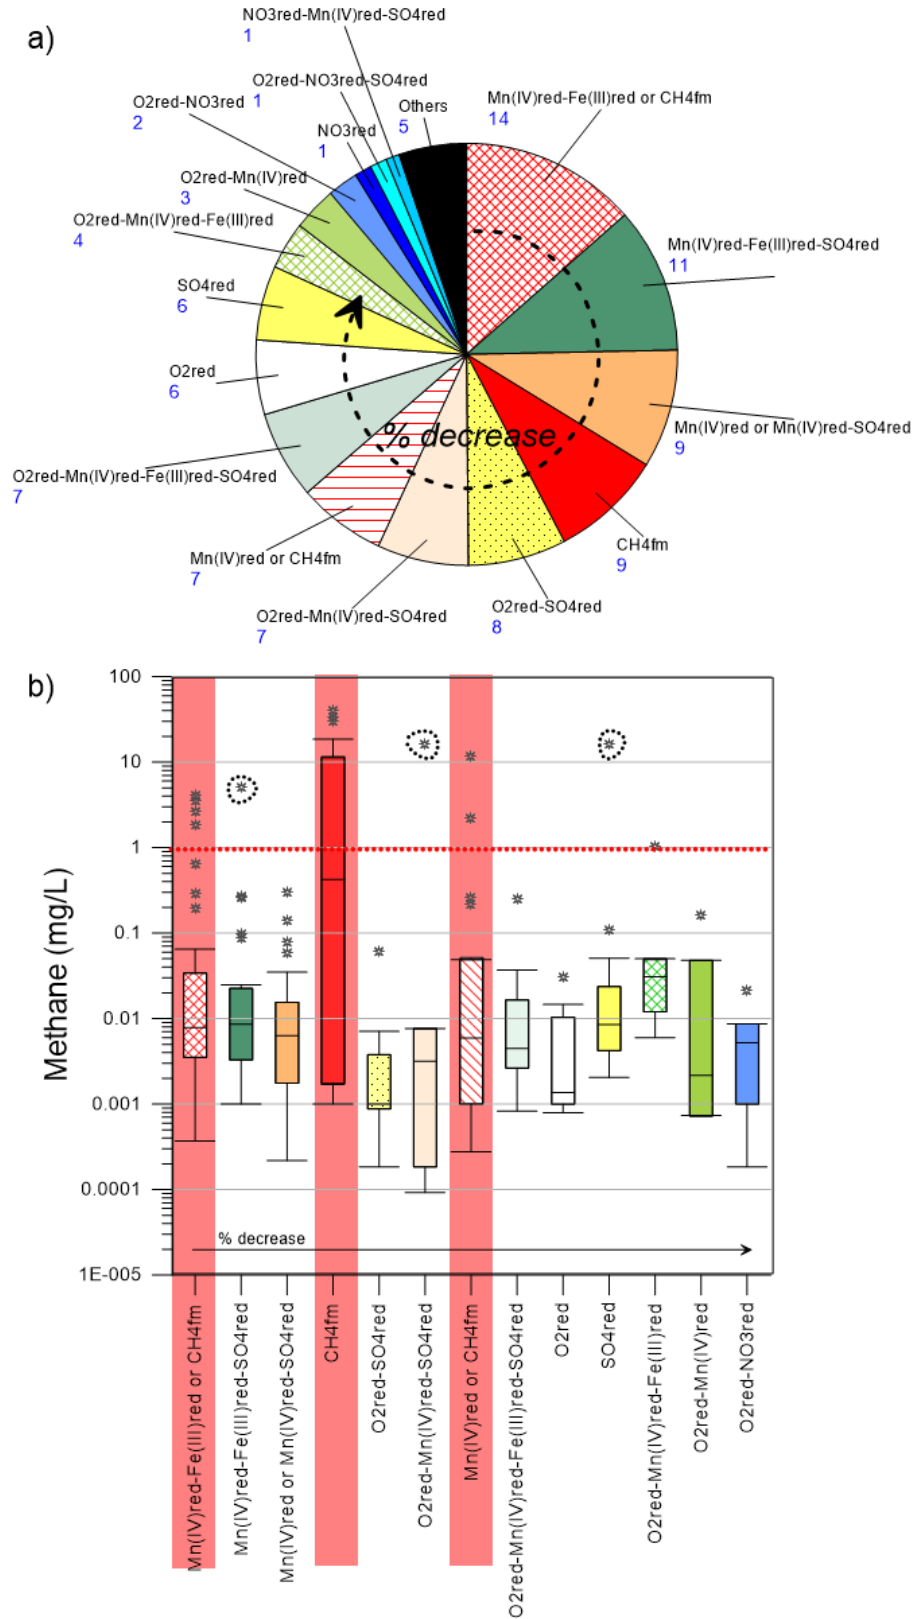 a)
NO3red-Mn(IV)red-SO4red
1
O2red-NO3red-SO4red
1
O2red-NO3red
2
Others
5
Mn(IV)red-Fe(III)red or CH4fm
14
NO3red
1
O2red-Mn(IV)red
3
O2red-Mn(IV)red-Fe(III)red
4
Mn(IV)red-Fe(III)red-SO4red
11
SO4red
6
O2red
6
Mn(IV)red or Mn(IV)red-SO4red
9
% decrease
O2red-Mn(IV)red-Fe(III)red-SO4red
7
CH4fm
9
Mn(IV)red or CH4fm
7
O2red-SO4red
8
O2red-Mn(IV)red-SO4red
7
b)
Methane (mg/L)
100
10
1
0.1
0.01
0.001
0.0001
1E-005
% decrease
Mn(IV)red-Fe(III)red or CH4fm
Mn(IV)red-Fe(III)red-SO4red
Mn(IV)red or Mn(IV)red-SO4red
CH4fm
O2red-SO4red
O2red-Mn(IV)red-SO4red
Mn(IV)red or CH4fm
O2red-Mn(IV)red-Fe(III)red-SO4red
O2red
SO4red
O2red-Mn(IV)red-Fe(III)red
O2red-Mn(IV)red
O2red-NO3red